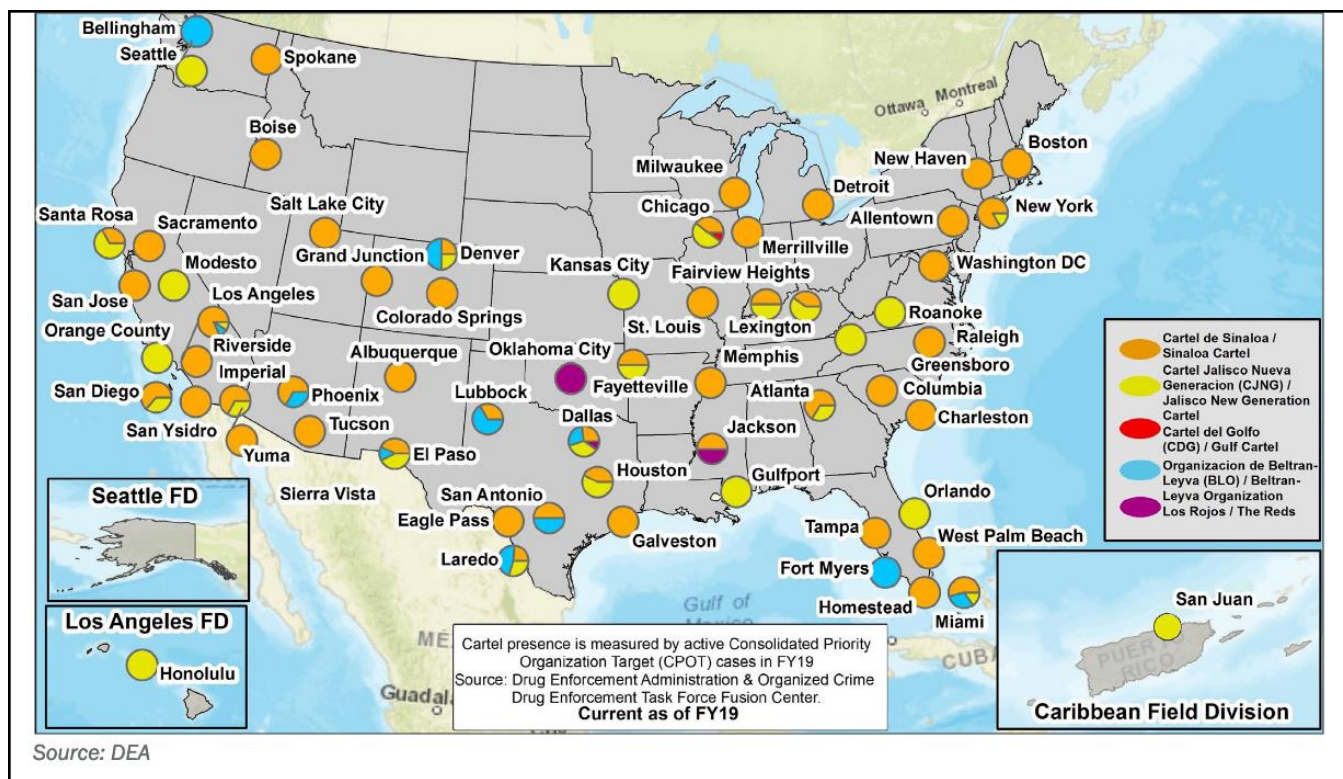 Bellingham
Seattle
Spokane
Ottawa
Montreal
Boise
Milwaukee
Chicago
Detroit
New Haven
Boston
Allentown
New York
Santa Rosa
Sacramento
Salt Lake City
Grand Junction
Denver
Merrillville
Washington DC
Modesto
San Jose
Los Angeles
Kansas City
Fairview Heights
Colorado Springs
St. Louis
Lexington
Roanoke
Orange County
Riverside
Albuquerque
Oklahoma City
Memphis
Raleigh
Greensboro
Imperial
San Diego
Phoenix
Lubbock
Fayetteville
Atlanta
Columbia
Dallas
Charleston
San Ysidro
Tucson
Jackson
Yuma
El Paso
Houston
Gulfport
Sierra Vista
San Antonio
Orlando
Eagle Pass
Galveston
Tampa
West Palm Beach
Laredo
Fort Myers
Homestead
Miami
Gulf of
Mexico
MÉ
CUBA
Guadal
Cartel de Sinaloa /
Sinaloa Cartel
Cartel Jalisco Nueva
Generacion (CJNG) /
Jalisco New Generation
Cartel
Cartel del Golfo
(CDG) / Gulf Cartel
Organizacion de Beltran-
Leyva (BLO) / Beltran-
Leyva Organization
Los Rojos / The Reds
Seattle FD
Los Angeles FD
Honolulu
Cartel presence is measured by active Consolidated Priority
Organization Target (CPOT) cases in FY19
Source: Drug Enforcement Administration & Organized Crime
Drug Enforcement Task Force Fusion Center.
Current as of FY19
San Juan
PUERTO
RICO
Caribbean Field Division
Source: DEA